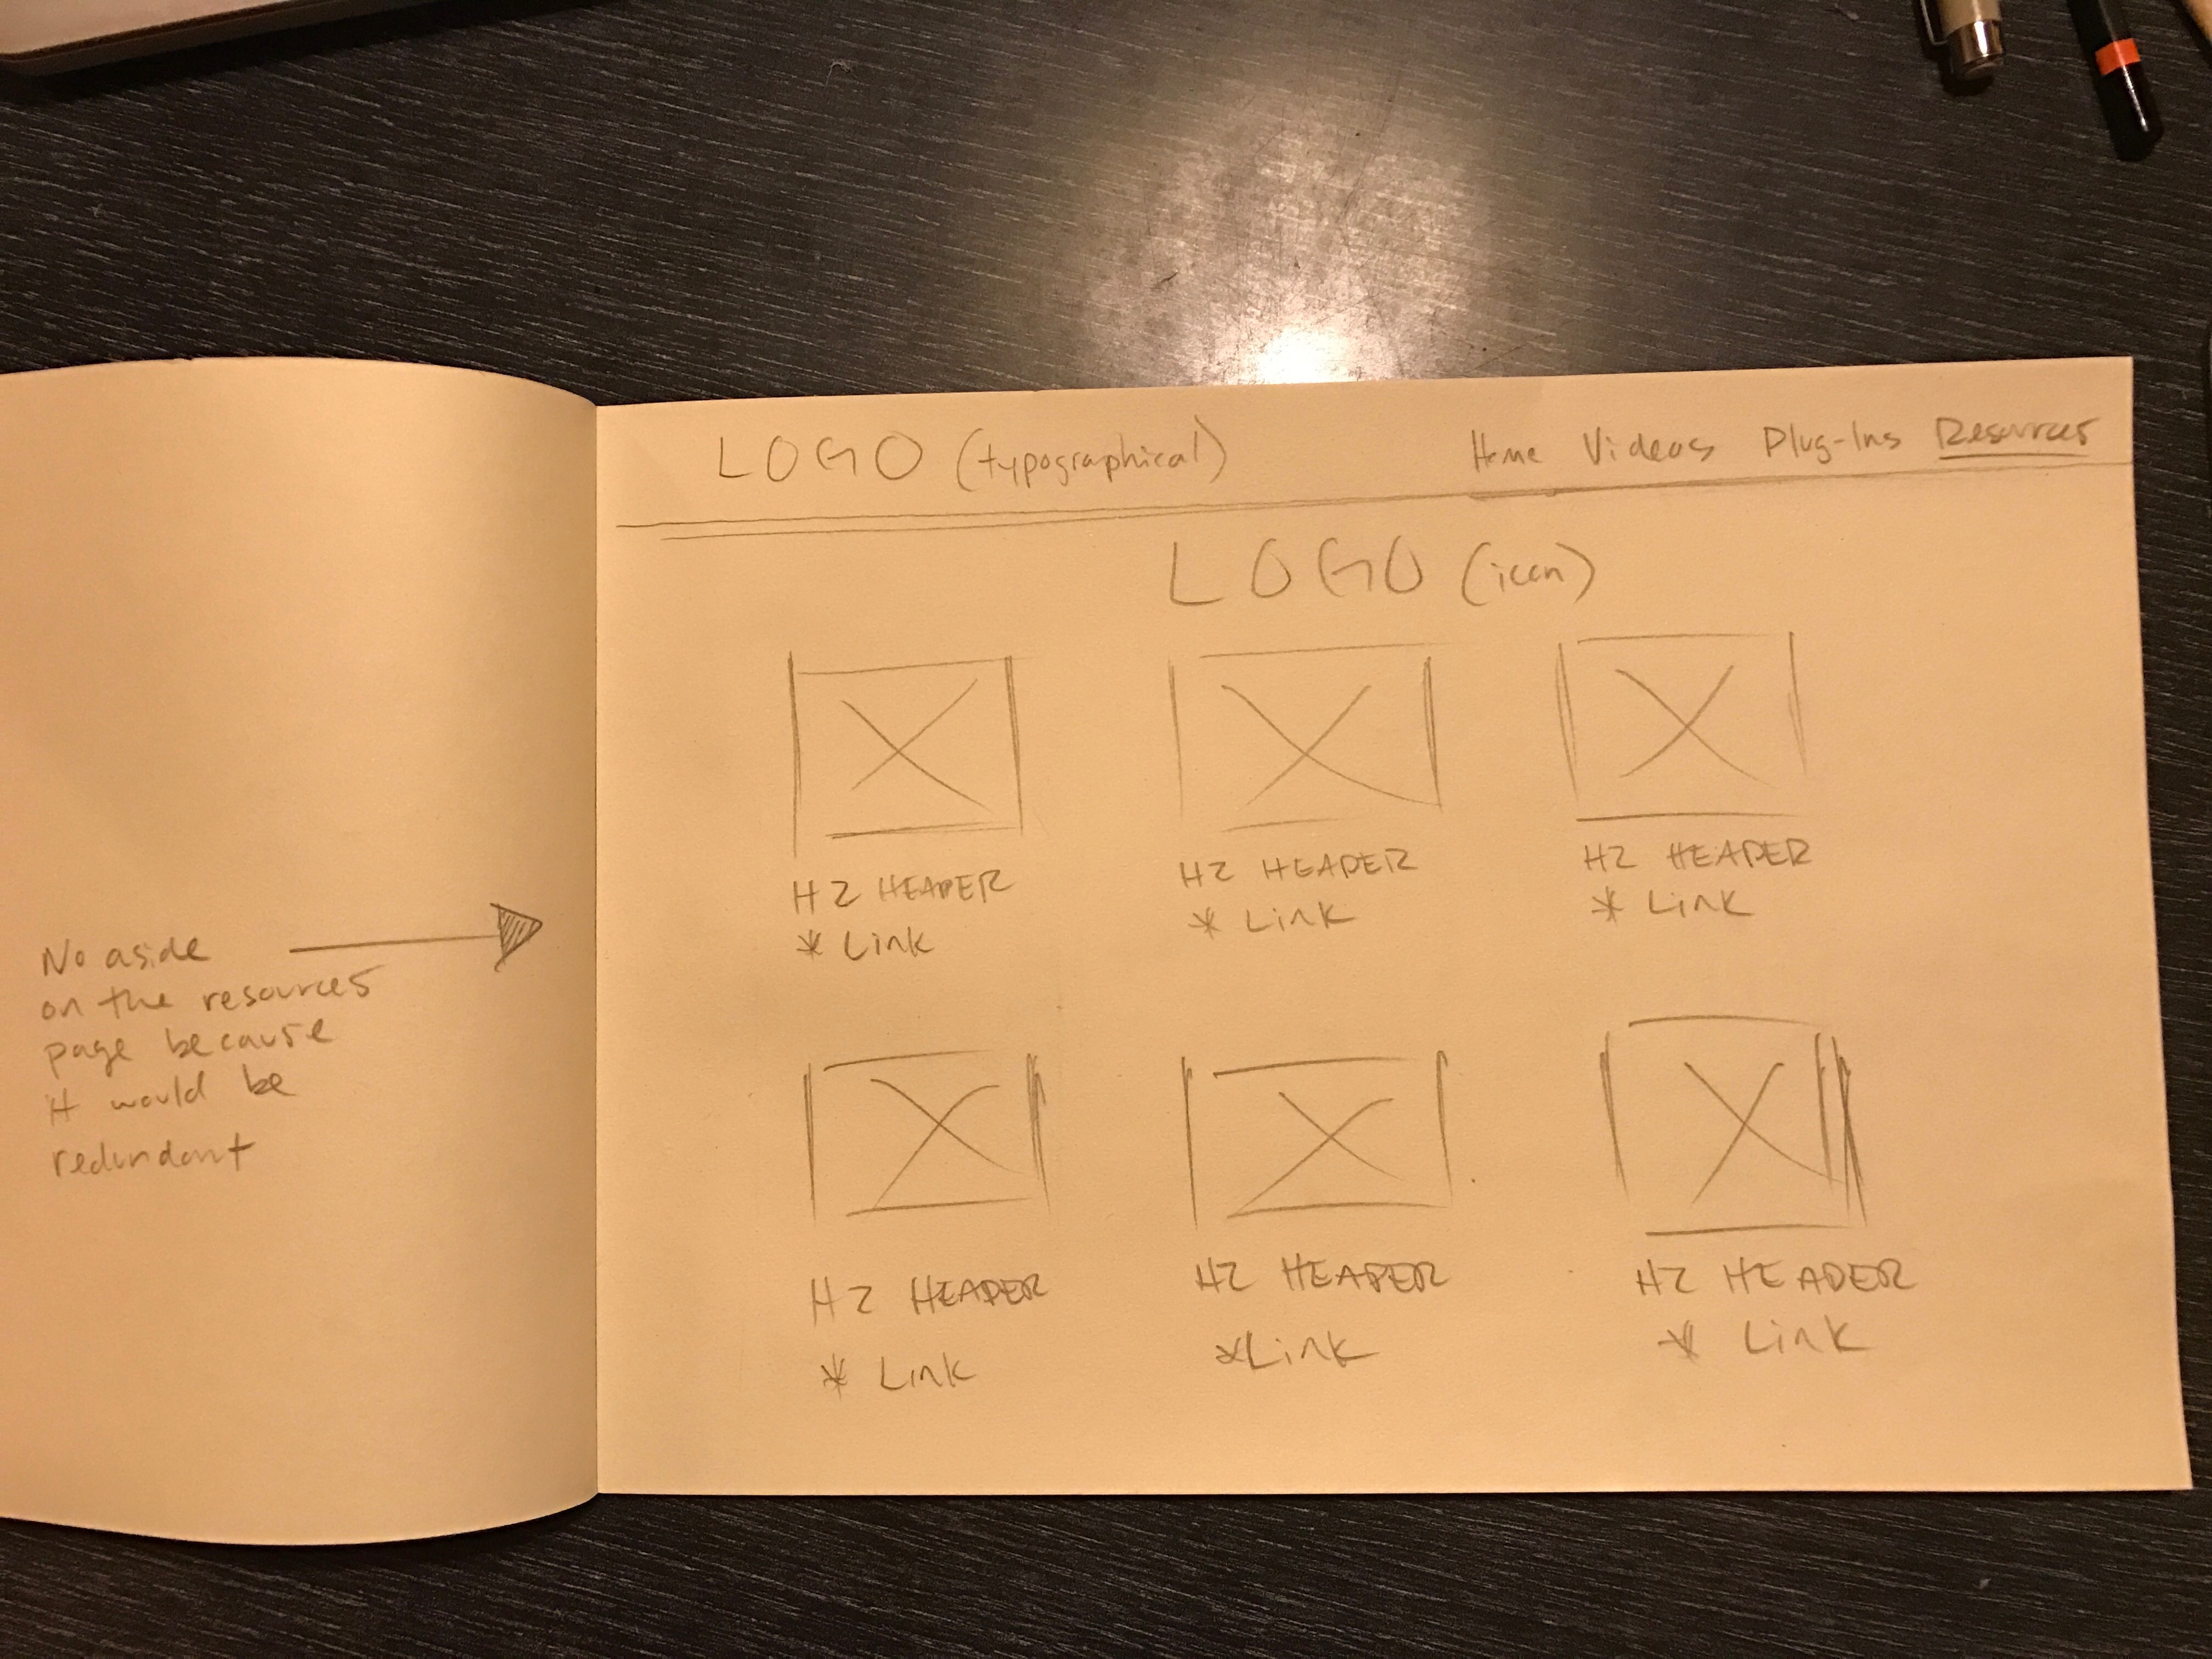 LOGO (typographical) Home Videos Plug-Ins Resources
LOGO (icon)
H2 HEADER H2 HEADER H2 HEADER
* Link * Link * Link
H2 HEADER H2 HEADER H2 HEADER
* Link *Link * Link
No aside
on the resources
page because
it would be
redundant